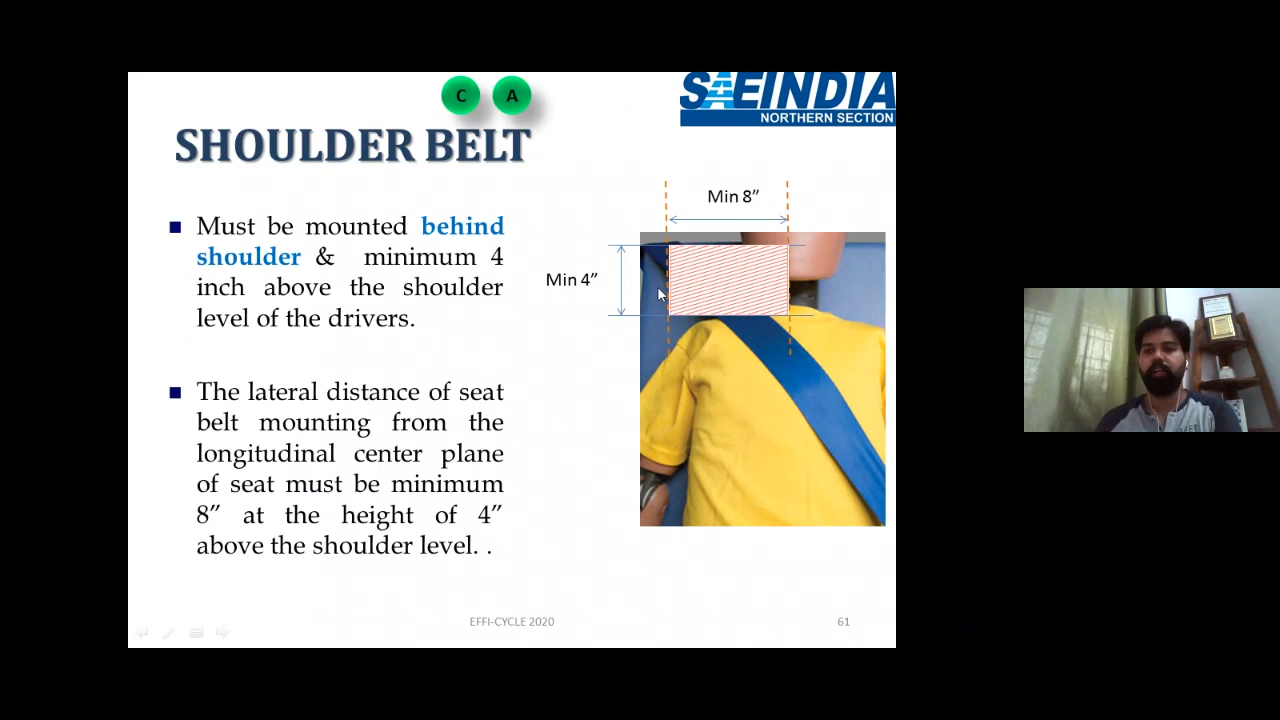 C A
SAEINDIA
NORTHERN SECTION
SHOULDER BELT
Min 8”
Must be mounted behind
shoulder & minimum 4
inch above the shoulder
level of the drivers.
Min 4”
The lateral distance of seat
belt mounting from the
longitudinal center plane
of seat must be minimum
8” at the height of 4”
above the shoulder level. .
EFFI-CYCLE 2020
61